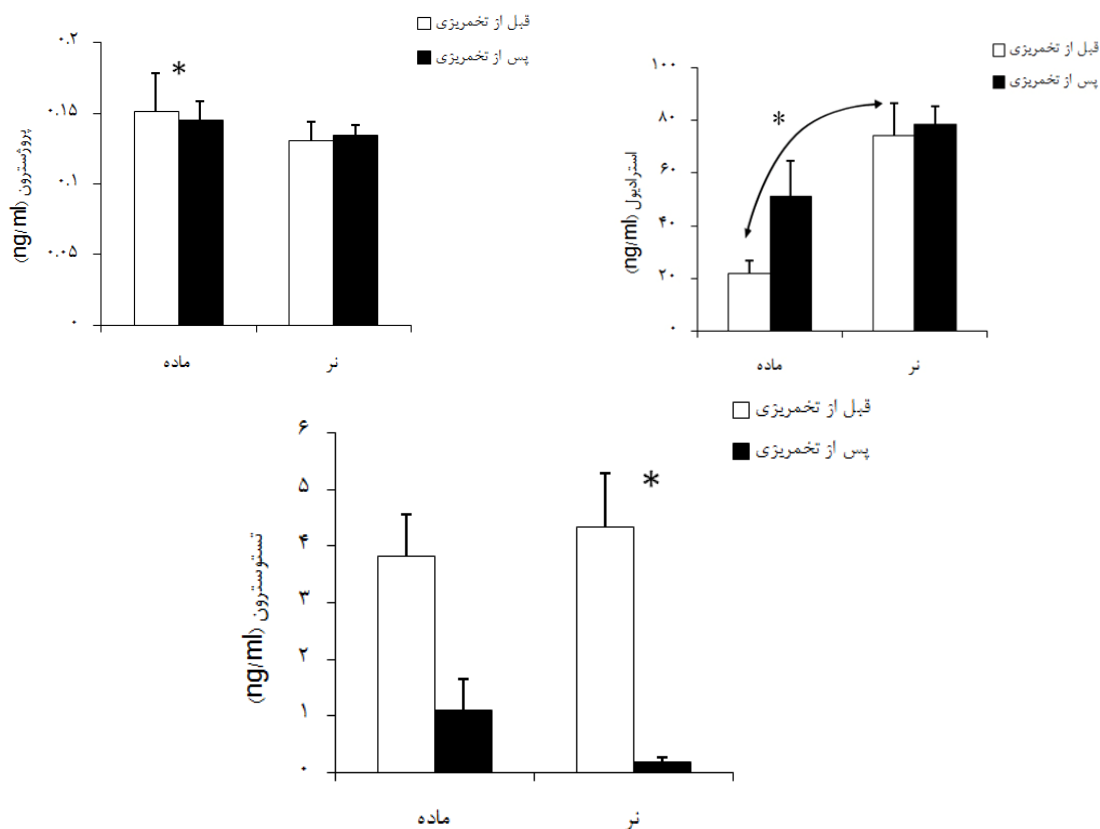 قبل از تخمریزی
پس از تخمریزی
پروژسترون (ng/ml)
۰.۲
۰.۱۵
۰.۱
۰.۰۵
۰
*
ماده
نر
قبل از تخمریزی
پس از تخمریزی
استرادیول (ng/ml)
۱۰۰
۸۰
۶۰
۴۰
۲۰
۰
*
ماده
نر
قبل از تخمریزی
پس از تخمریزی
تستوسترون (ng/ml)
۶
۵
۴
۳
۲
۱
۰
*
ماده
نر